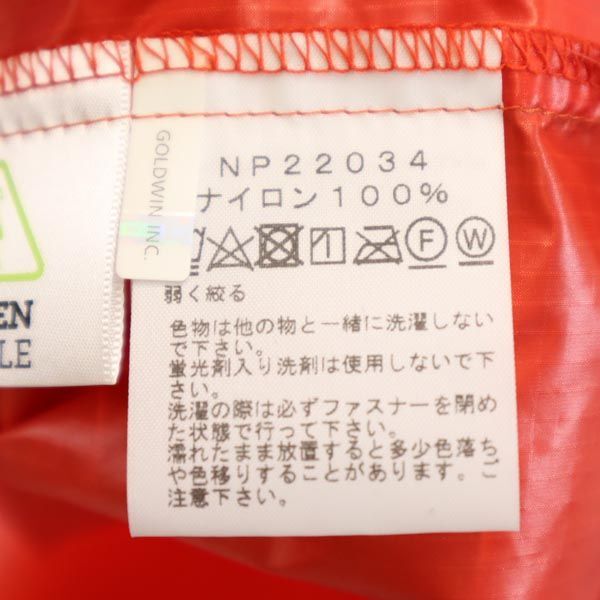 GOLDWIN INC.
EN
LE
NP22034
ナイロン100%
F
W
弱く絞る
色物は他の物と一緒に洗濯しない
で下さい。
蛍光剤入り洗剤は使用しないで下
さい。
洗濯の際は必ずファスナーを閉め
た状態で行って下さい。
濡れたまま放置すると多少色落ち
や色移りすることがあります。ご
注意下さい。